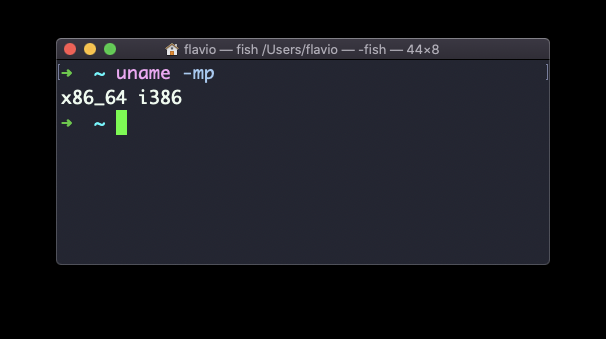 flavio — fish /Users/flavio — -fish — 44×8
➜ ~ uname -mp
x86_64 i386
➜ ~